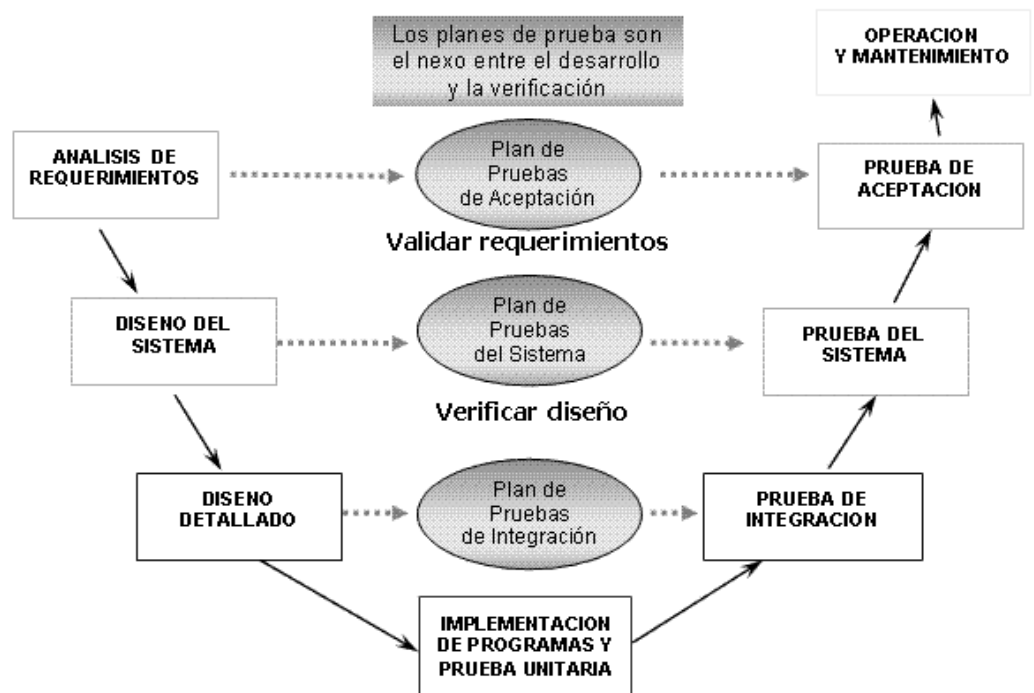 Los planes de prueba son
el nexo entre el desarrollo
y la verificación
OPERACION
Y MANTENIMIENTO
ANALISIS DE
REQUERIMIENTOS
Plan de
Pruebas
de Aceptación
PRUEBA DE
ACEPTACION
Validar requerimientos
DISENO DEL
SISTEMA
Plan de
Pruebas
del Sistema
PRUEBA DEL
SISTEMA
Verificar diseño
DISENO
DETALLADO
Plan de
Pruebas
de Integración
PRUEBA DE
INTEGRACION
IMPLEMENTACION
DE PROGRAMAS Y
PRUEBA UNITARIA